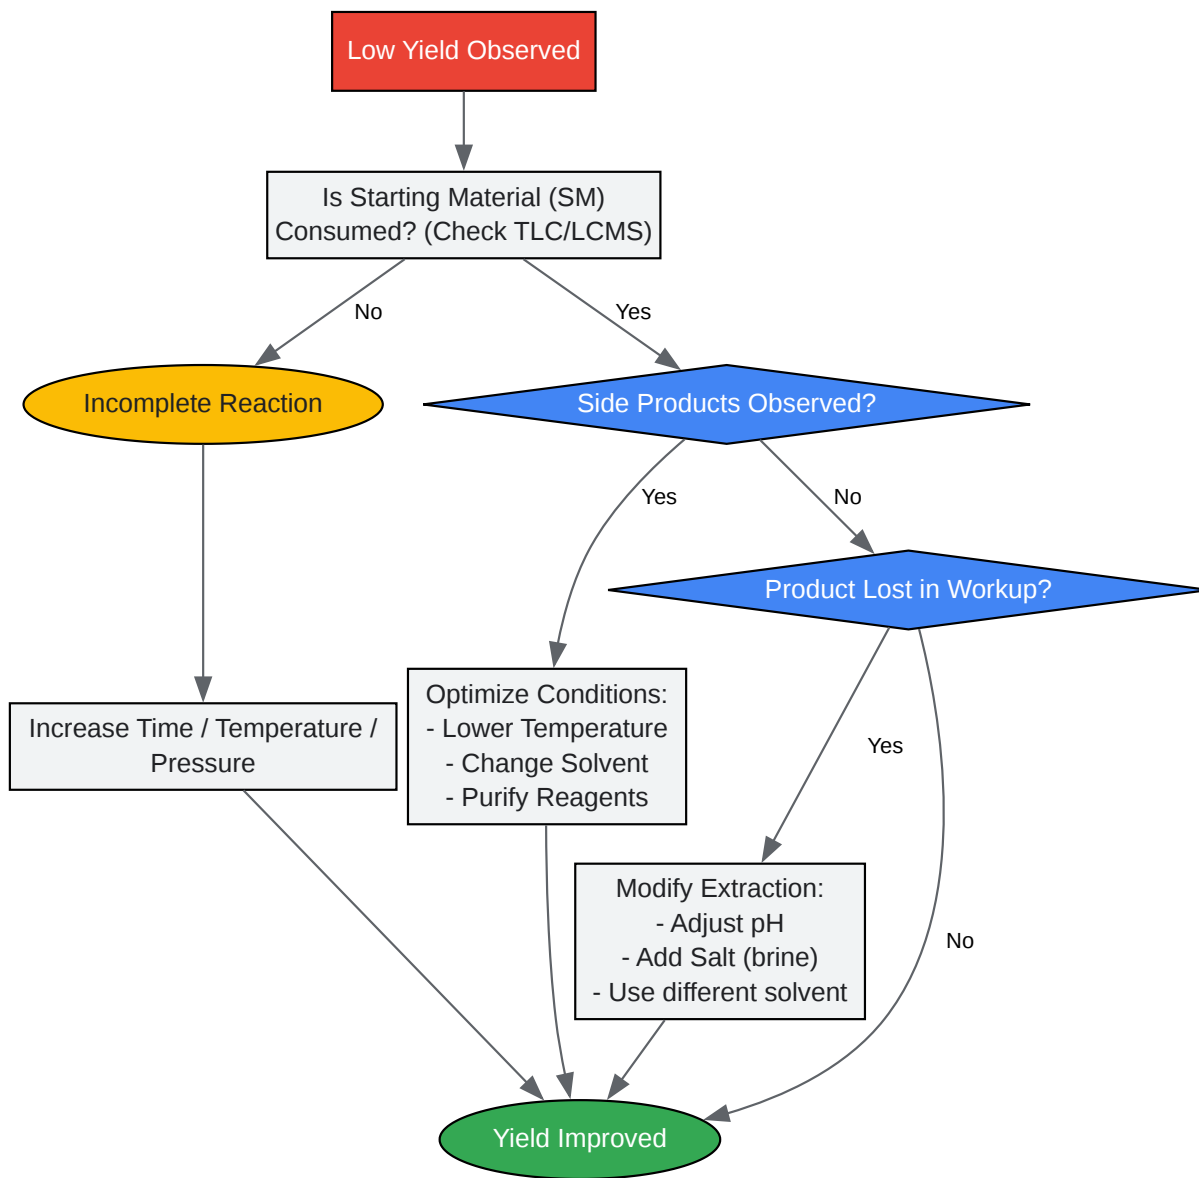 Low Yield Observed
Is Starting Material (SM)
Consumed? (Check TLC/LCMS)
No
Yes
Incomplete Reaction
Side Products Observed?
Yes
No
Product Lost in Workup?
Increase Time / Temperature /
Pressure
Optimize Conditions:
- Lower Temperature
- Change Solvent
- Purify Reagents
Yes
Modify Extraction:
- Adjust pH
- Add Salt (brine)
- Use different solvent
No
Yield Improved